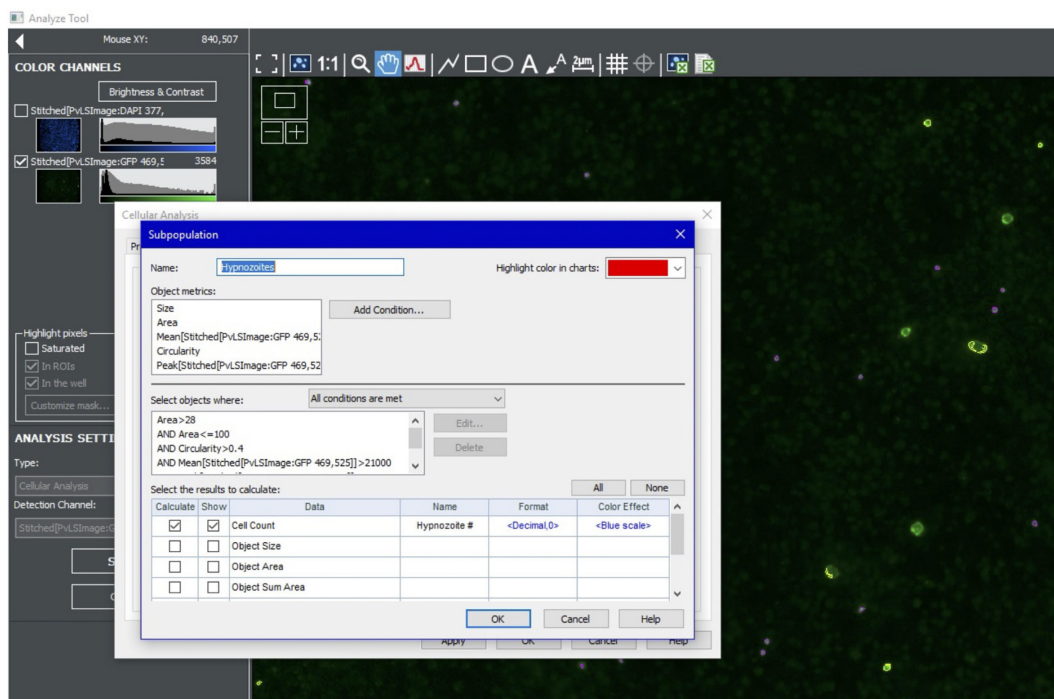 Analyze Tool
Mouse XY: 840,507
COLOR CHANNELS
Brightness & Contrast
Stitched[PvLSImage:DAPI 377,
Stitched[PvLSImage:GFP 469,5
3584
1:1
A
A
2µm
Cellular Analysis
Pr
Subpopulation
Name: Hypnozoites
Highlight color in charts:
Object metrics:
Size
Area
Mean[Stitched[PvLSImage:GFP 469,52
Circularity
Peak[Stitched[PvLSImage:GFP 469,52
Add Condition...
Select objects where: All conditions are met
Area>28
AND Area<=100
AND Circularity>0.4
AND Mean[Stitched[PvLSImage:GFP 469,525]]>21000
Edit...
Delete
Select the results to calculate:
All None
Calculate Show Data Name Format Color Effect
Cell Count Hypnozoite # <Decimal,0> <Blue scale>
Object Size
Object Area
Object Sum Area
OK Cancel Help
Apply OK Cancel Help
Highlight pixels
Saturated
In ROIs
In the well
Customize mask...
ANALYSIS SETTI
Type:
Cellular Analysis
Detection Channel:
Stitched[PvLSImage:G
S